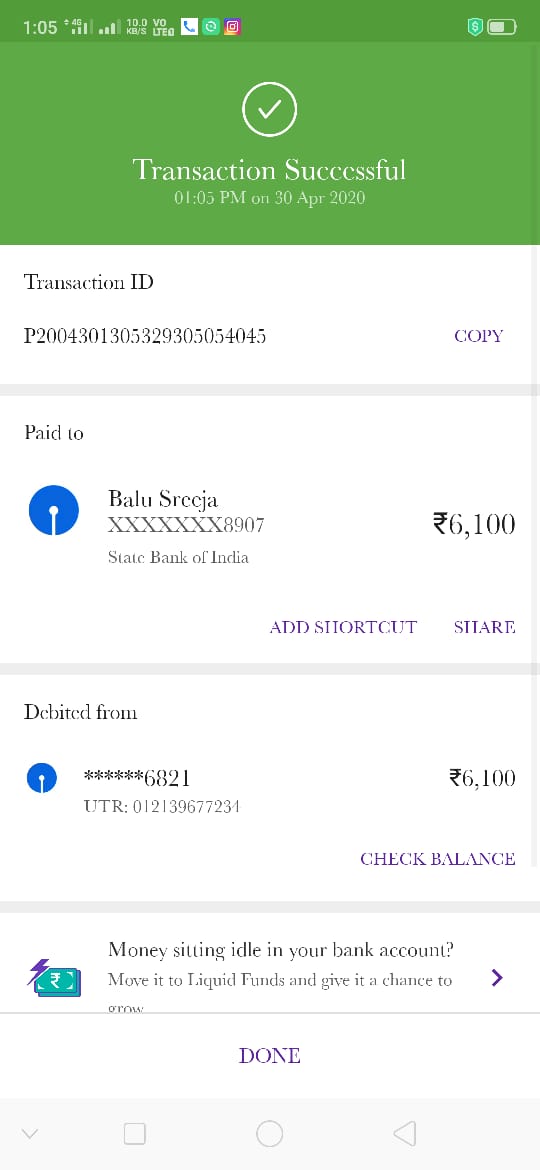 1:05 4G 10.0 KB/S VO LTE
Transaction Successful
01:05 PM on 30 Apr 2020
Transaction ID
P2004301305329305054045 COPY
Paid to
Balu Sreeja
XXXXXXX8907 ₹6,100
State Bank of India
ADD SHORTCUT SHARE
Debited from
******6821 ₹6,100
UTR: 012139677234
CHECK BALANCE
Money sitting idle in your bank account?
Move it to Liquid Funds and give it a chance to
grow
DONE